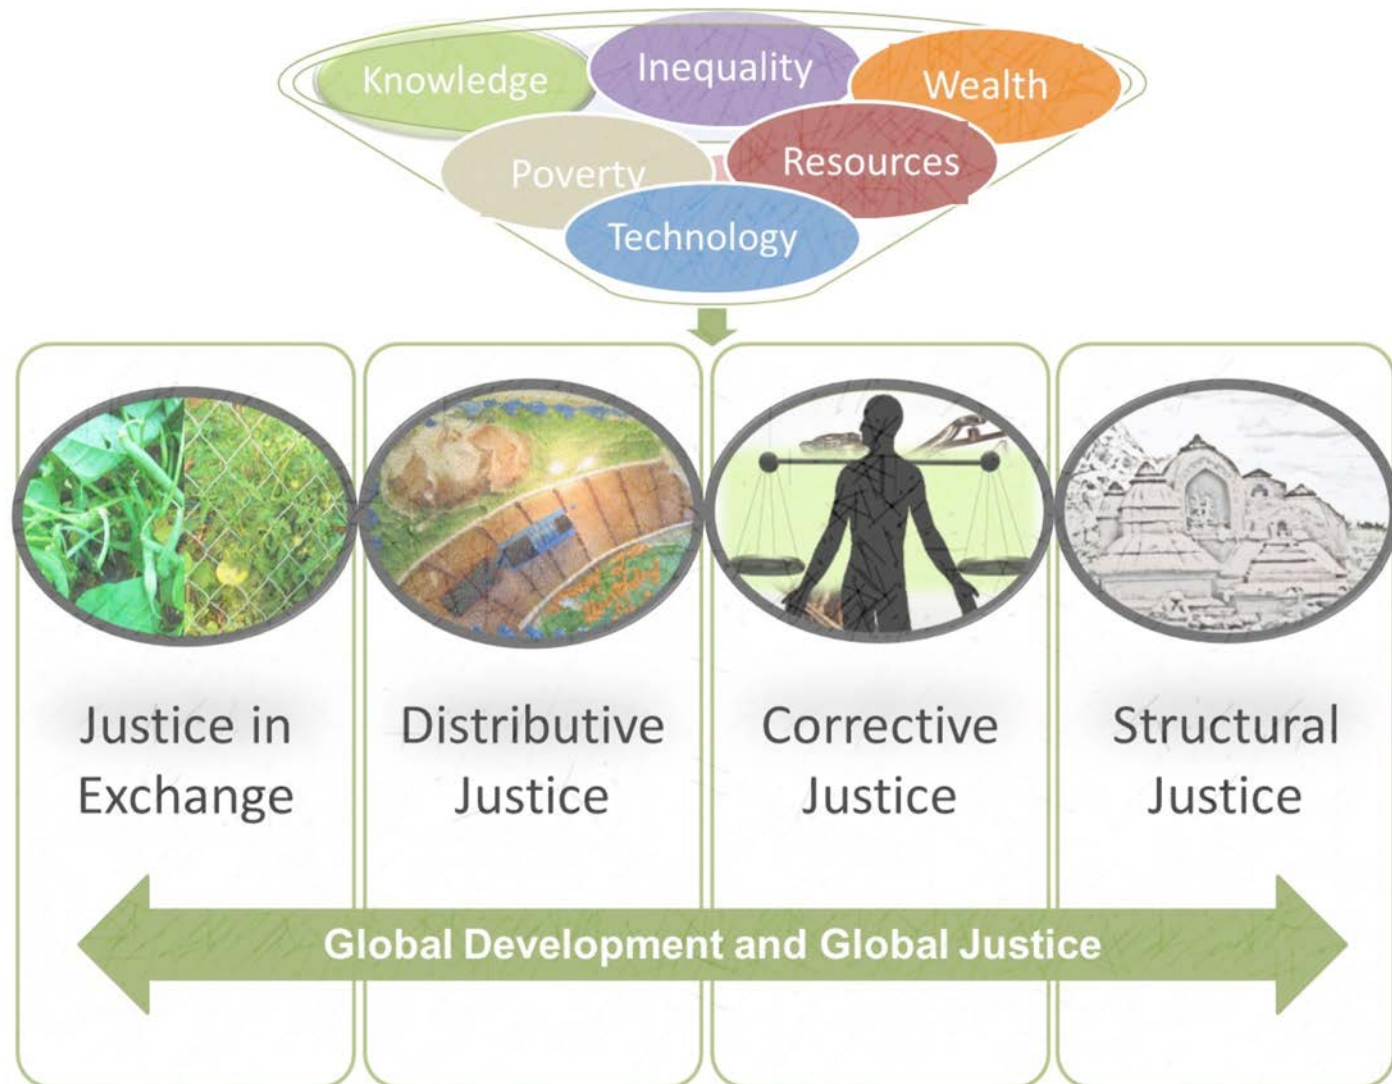 Knowledge
Inequality
Wealth
Poverty
Resources
Technology
Justice in
Exchange
Distributive
Justice
Corrective
Justice
Structural
Justice
Global Development and Global Justice